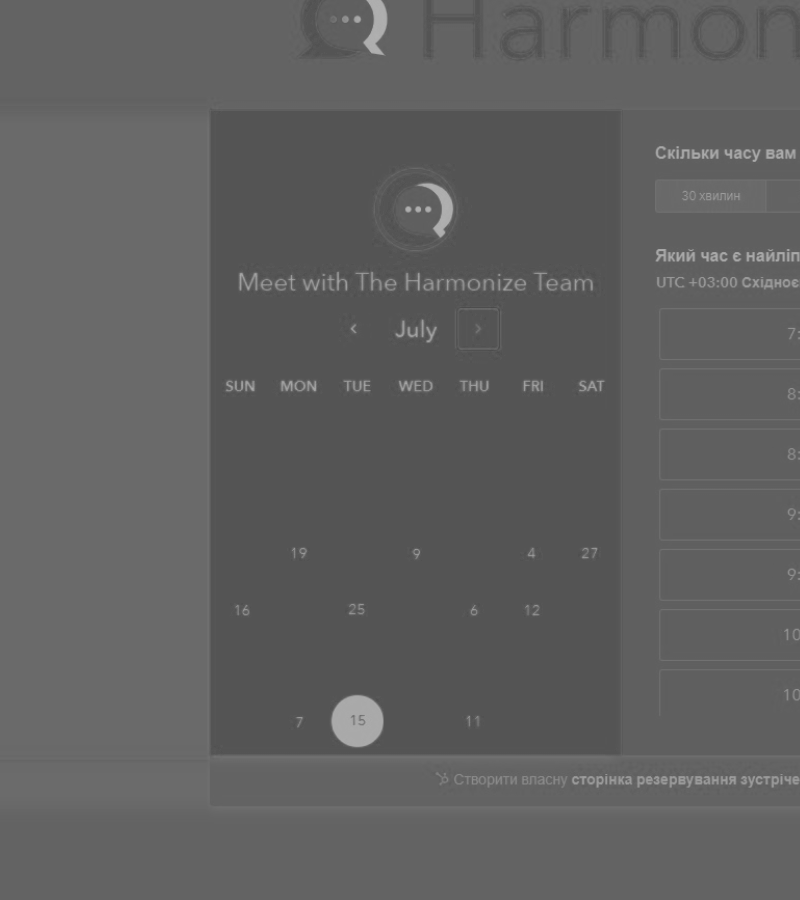 Harmon
Meet with The Harmonize Team
‹ July ›
SUN MON TUE WED THU FRI SAT
19 9 4 27
16 25 6 12
7 15 11
Скільки часу вам
30 хвилин
Який час є найліп
UTC +03:00 Східноє
7:
8:
8:
9:
9:
10
10
Створити власну сторінка резервування зустріче